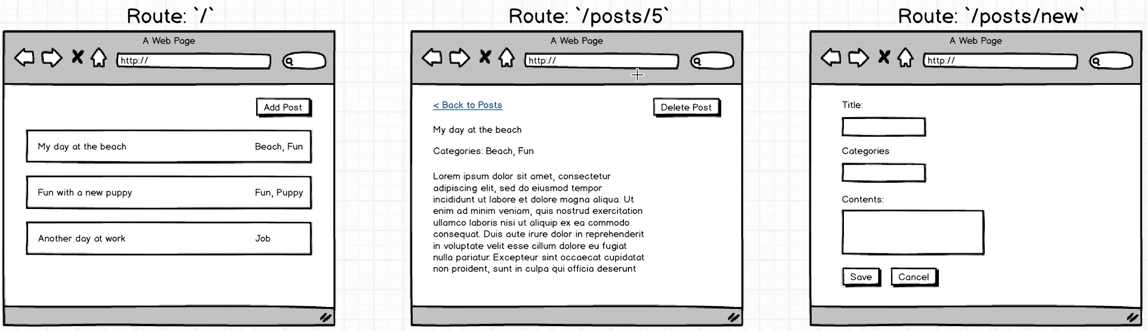 Route: `/`
A Web Page
http://
Add Post
My day at the beach Beach, Fun
Fun with a new puppy Fun, Puppy
Another day at work Job
Route: `/posts/5`
A Web Page
http://
< Back to Posts Delete Post
My day at the beach
Categories: Beach, Fun
Lorem ipsum dolor sit amet, consectetur
adipiscing elit, sed do eiusmod tempor
incididunt ut labore et dolore magna aliqua. Ut
enim ad minim veniam, quis nostrud exercitation
ullamco laboris nisi ut aliquip ex ea commodo
consequat. Duis aute irure dolor in reprehenderit
in voluptate velit esse cillum dolore eu fugiat
nulla pariatur. Excepteur sint occaecat cupidatat
non proident, sunt in culpa qui officia deserunt
Route: `/posts/new`
A Web Page
http://
Title:
Categories
Contents:
Save Cancel